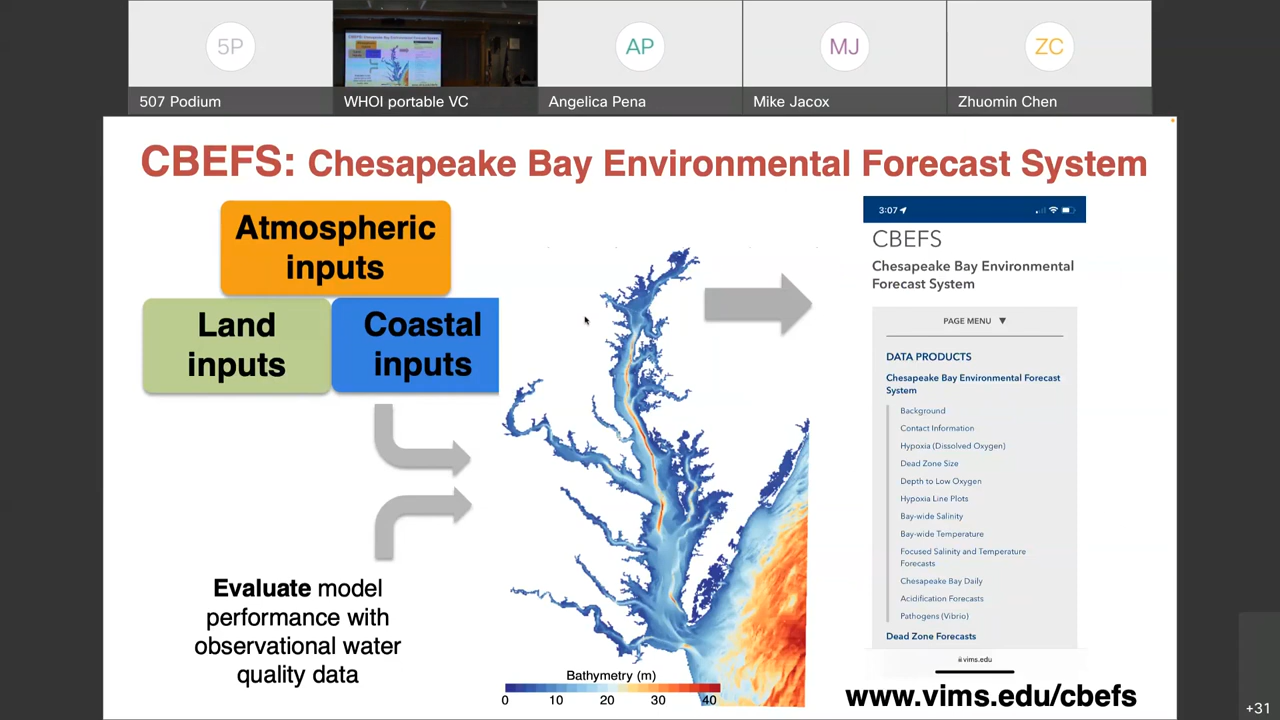 5P
AP
MJ
ZC
507 Podium
WHOI portable VC
Angelica Pena
Mike Jacox
Zhuomin Chen
CBEFS: Chesapeake Bay Environmental Forecast System
Atmospheric
inputs
Land
inputs
Coastal
inputs
Evaluate model
performance with
observational water
quality data
Bathymetry (m)
0 10 20 30 40
3:07
CBEFS
Chesapeake Bay Environmental
Forecast System
PAGE MENU ▼
DATA PRODUCTS
Chesapeake Bay Environmental Forecast
System
Background
Contact Information
Hypoxia (Dissolved Oxygen)
Dead Zone Size
Depth to Low Oxygen
Hypoxia Line Plots
Bay-wide Salinity
Bay-wide Temperature
Focused Salinity and Temperature
Forecasts
Chesapeake Bay Daily
Acidification Forecasts
Pathogens (Vibrio)
Dead Zone Forecasts
vims.edu
www.vims.edu/cbefs
+31